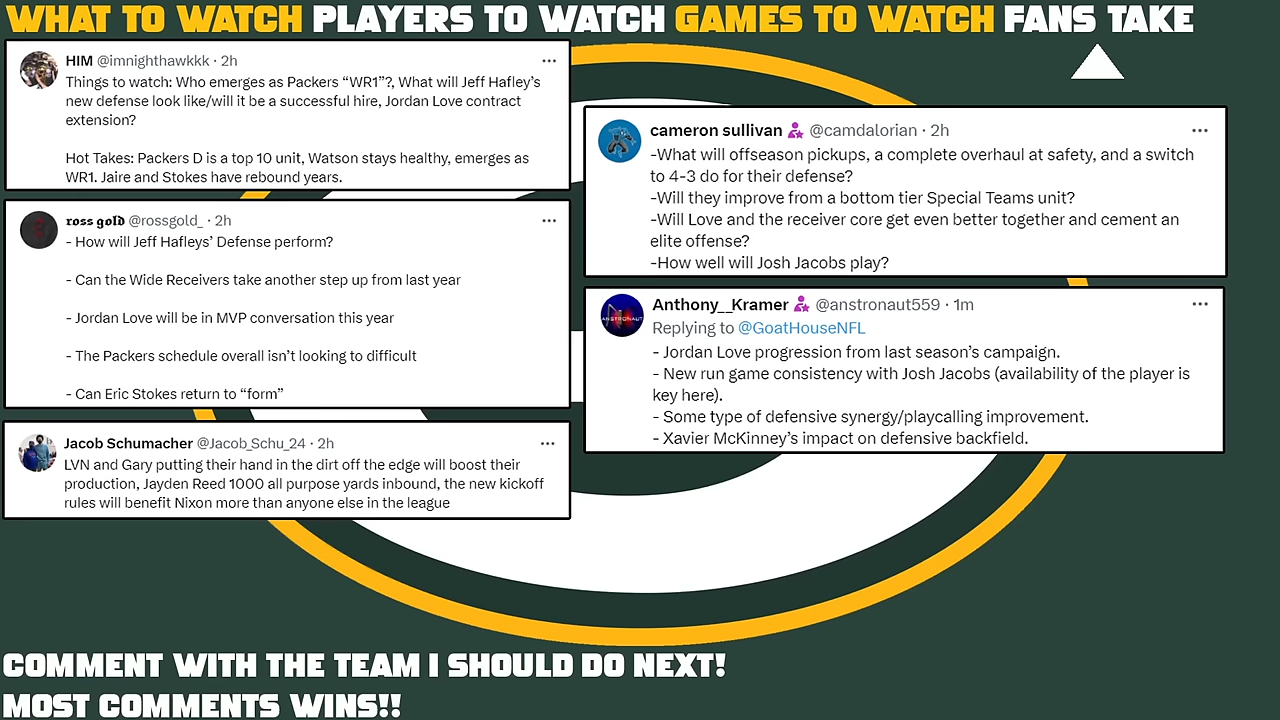 WHAT TO WATCH PLAYERS TO WATCH GAMES TO WATCH FANS TAKE
HIM @imnighthawkkk · 2h
Things to watch: Who emerges as Packers “WR1”?, What will Jeff Hafley’s
new defense look like/will it be a successful hire, Jordan Love contract
extension?
Hot Takes: Packers D is a top 10 unit, Watson stays healthy, emerges as
WR1. Jaire and Stokes have rebound years.
ross gold @rossgold_ · 2h
- How will Jeff Hafleys’ Defense perform?
- Can the Wide Receivers take another step up from last year
- Jordan Love will be in MVP conversation this year
- The Packers schedule overall isn’t looking to difficult
- Can Eric Stokes return to “form”
Jacob Schumacher @Jacob_Schu_24 · 2h
LVN and Gary putting their hand in the dirt off the edge will boost their
production, Jayden Reed 1000 all purpose yards inbound, the new kickoff
rules will benefit Nixon more than anyone else in the league
cameron sullivan @camdalorian · 2h
-What will offseason pickups, a complete overhaul at safety, and a switch
to 4-3 do for their defense?
-Will they improve from a bottom tier Special Teams unit?
-Will Love and the receiver core get even better together and cement an
elite offense?
-How well will Josh Jacobs play?
ANSTRONAUT
Anthony__Kramer @anstronaut559 · 1m
Replying to @GoatHouseNFL
- Jordan Love progression from last season’s campaign.
- New run game consistency with Josh Jacobs (availability of the player is
key here).
- Some type of defensive synergy/playcalling improvement.
- Xavier McKinney’s impact on defensive backfield.
COMMENT WITH THE TEAM I SHOULD DO NEXT!
MOST COMMENTS WINS!!